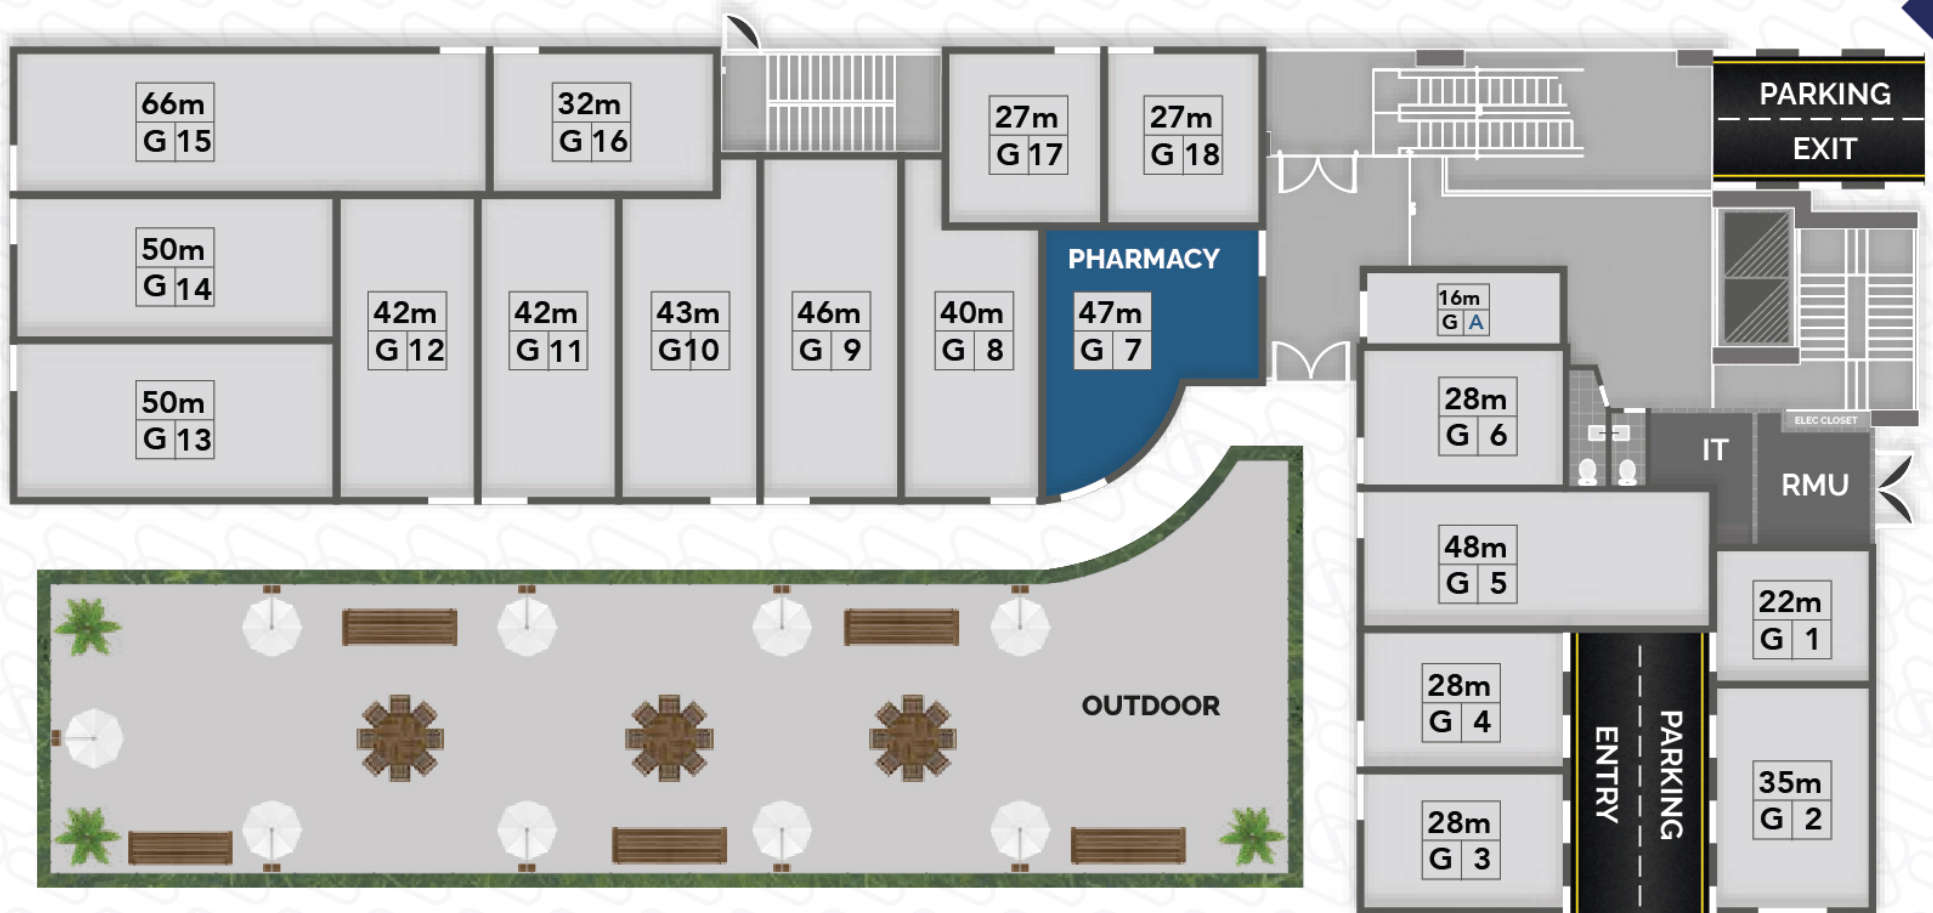 66m
G 15
32m
G 16
27m
G 17
27m
G 18
PARKING
EXIT
50m
G 14
PHARMACY
47m
G 7
42m
G 12
42m
G 11
43m
G10
46m
G 9
40m
G 8
16m
G A
50m
G 13
28m
G 6
ELEC CLOSET
IT
RMU
48m
G 5
22m
G 1
OUTDOOR
28m
G 4
PARKING
ENTRY
35m
G 2
28m
G 3